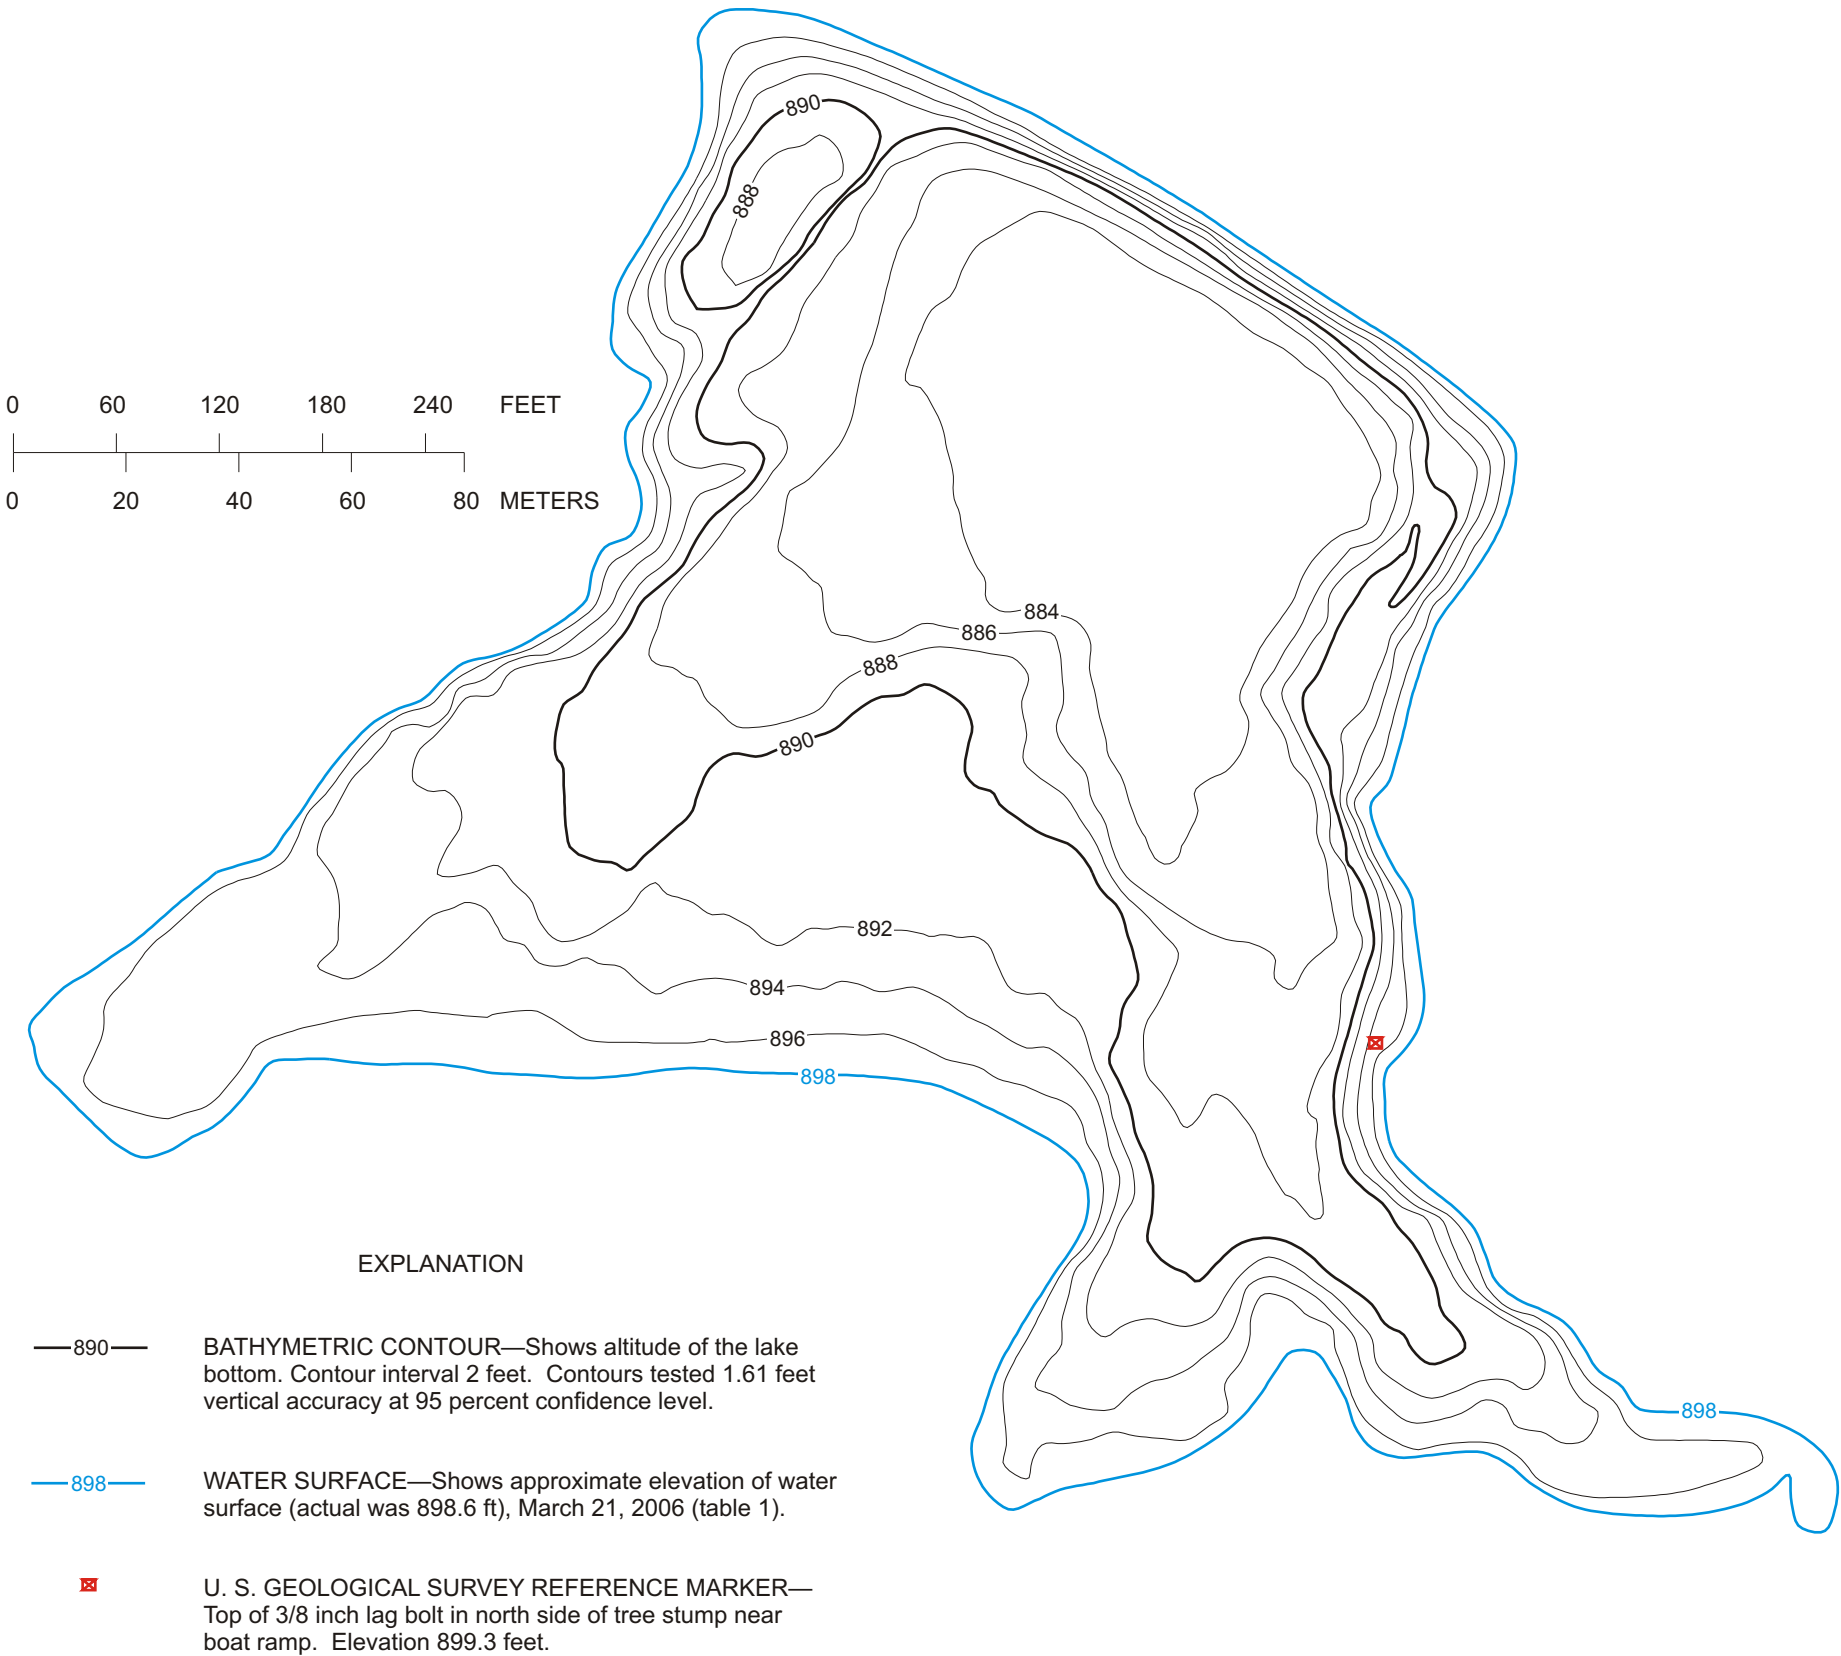 890
888
0 60 120 180 240 FEET
0 20 40 60 80 METERS
884
886
888
890
892
894
896
898
EXPLANATION
890 BATHYMETRIC CONTOUR—Shows altitude of the lake
bottom. Contour interval 2 feet. Contours tested 1.61 feet
vertical accuracy at 95 percent confidence level.
898
898 WATER SURFACE—Shows approximate elevation of water
surface (actual was 898.6 ft), March 21, 2006 (table 1).
U. S. GEOLOGICAL SURVEY REFERENCE MARKER—
Top of 3/8 inch lag bolt in north side of tree stump near
boat ramp. Elevation 899.3 feet.